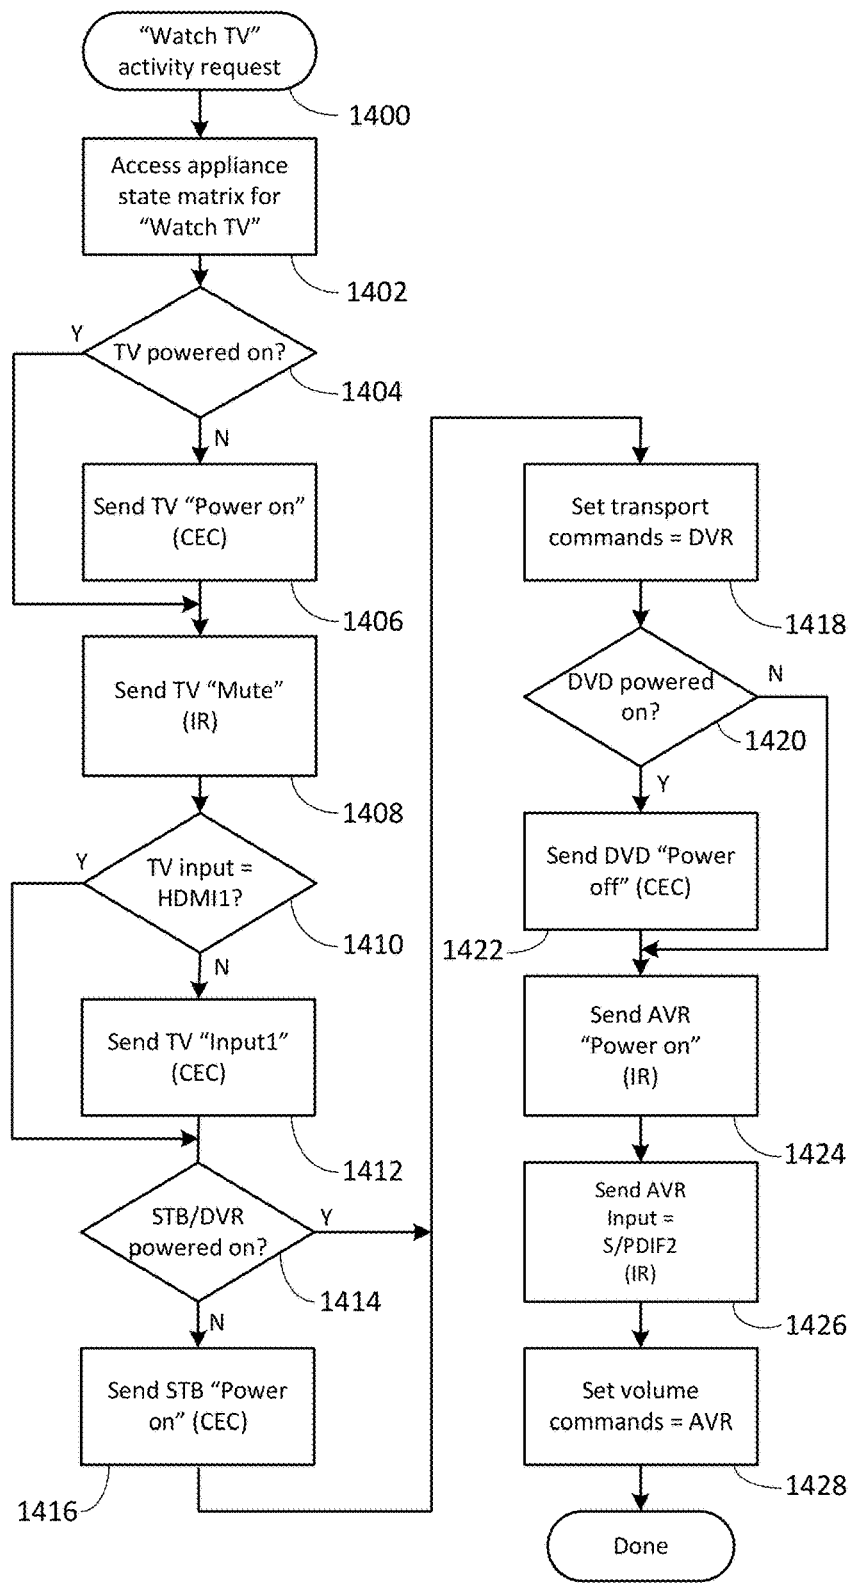 “Watch TV”
activity request
1400
Access appliance
state matrix for
“Watch TV”
1402
Y
TV powered on?
1404
N
Send TV “Power on”
(CEC)
1406
Send TV “Mute”
(IR)
1408
Y
TV input =
HDMI1?
1410
N
Send TV “Input1”
(CEC)
1412
STB/DVR
powered on?
Y
1414
N
Send STB “Power
on” (CEC)
1416
Set transport
commands = DVR
1418
DVD powered
on?
N
1420
Y
Send DVD “Power
off” (CEC)
1422
Send AVR
“Power on”
(IR)
1424
Send AVR
Input =
S/PDIF2
(IR)
1426
Set volume
commands = AVR
1428
Done